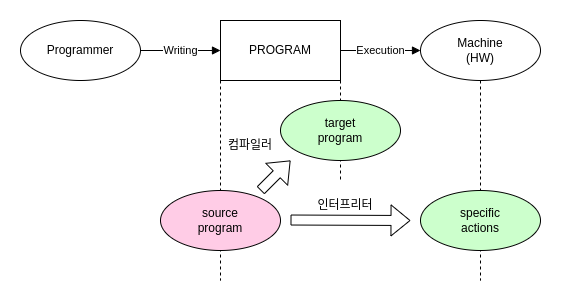 Programmer
Writing
PROGRAM
Execution
Machine
(HW)
target
program
컴파일러
인터프리터
source
program
specific
actions